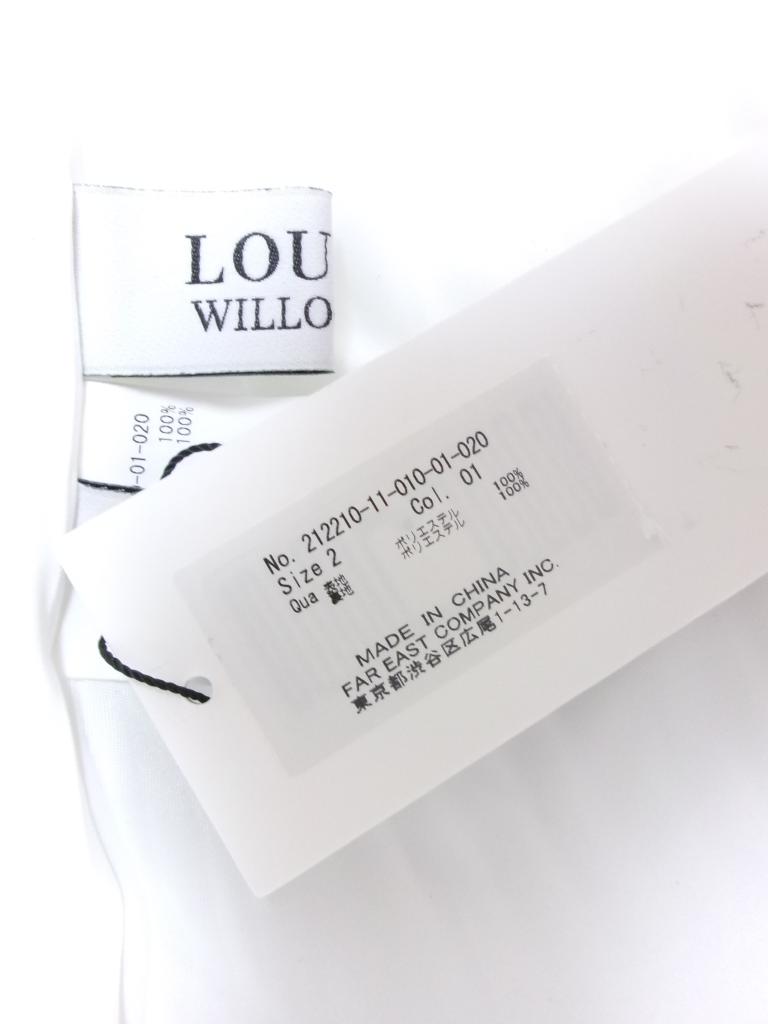 LOU
WILLO
-01-020
100%
100%
No. 212210-11-010-01-020
Size 2 Col. 01
Qua 表地 ポリエステル 100%
裏地 ポリエステル 100%
MADE IN CHINA
FAR EAST COMPANY INC.
東京都渋谷区広尾1-13-7